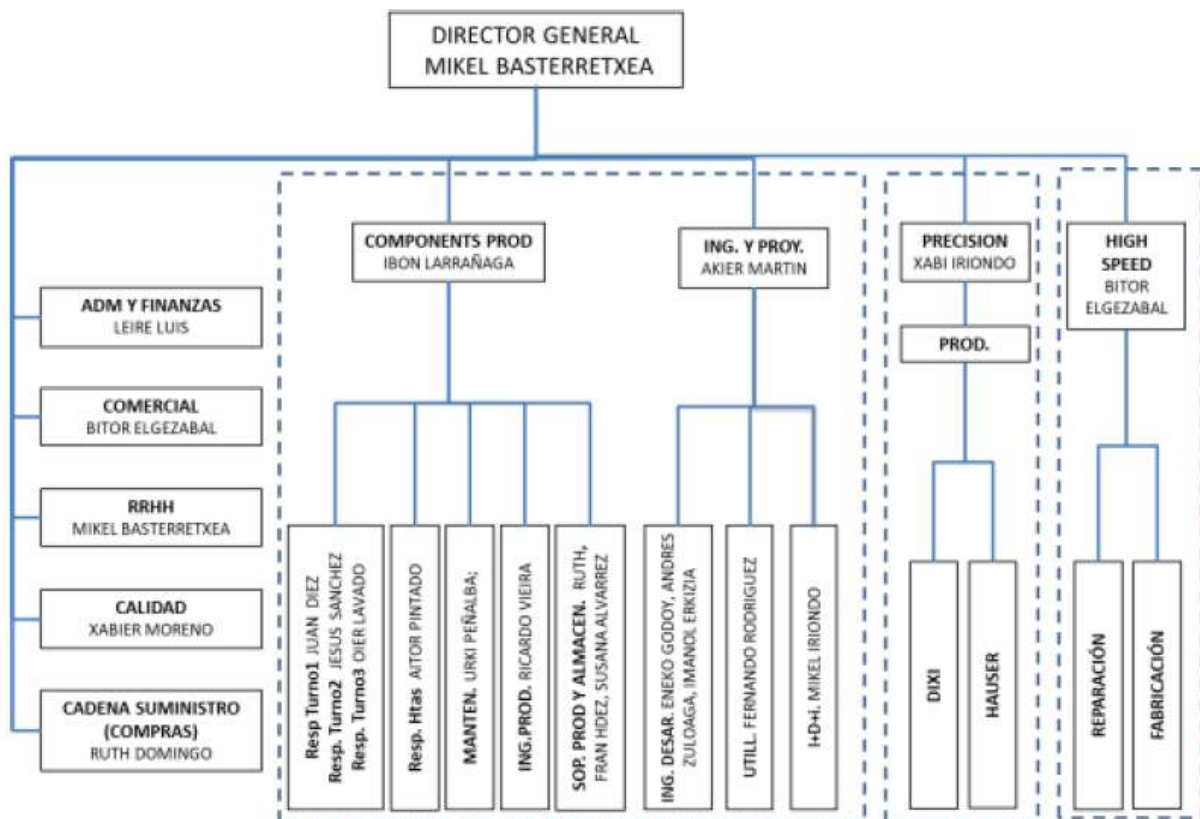 DIRECTOR GENERAL
MIKEL BASTERRETXEA
COMPONENTS PROD
IBON LARRAÑAGA
ING. Y PROY.
AKIER MARTIN
PRECISION
XABI IRIONDO
HIGH
SPEED
BITOR
ELGEZABAL
PROD.
ADM Y FINANZAS
LEIRE LUIS
COMERCIAL
BITOR ELGEZABAL
RRHH
MIKEL BASTERRETXEA
CALIDAD
XABIER MORENO
CADENA SUMINISTRO
(COMPRAS)
RUTH DOMINGO
Resp Turno1 JUAN DIEZ
Resp. Turno2 JESUS SANCHEZ
Resp. Turno3 OIER LAVADO
Resp. Htas AITOR PINTADO
MANTEN. URKI PEÑALBA;
ING.PROD. RICARDO VIEIRA
SOP. PROD Y ALMACEN. RUTH,
FRAN HDEZ, SUSANA ALVARREZ
ING. DESAR. ENEKO GODOY, ANDRES
ZULOAGA, IMANOL ERKIZIA
UTILL. FERNANDO RODRIGUEZ
I+D+i. MIKEL IRIONDO
DIXI
HAUSER
REPARACIÓN
FABRICACIÓN